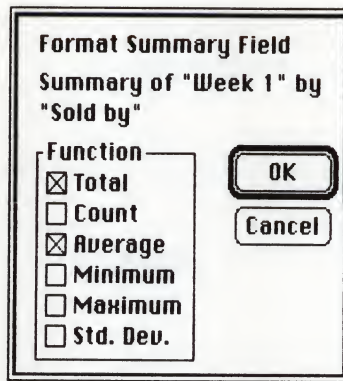 Format Summary Field
Summary of "Week 1" by
"Sold by"
Function
Total
Count
Average
Minimum
Maximum
Std. Dev.
OK
Cancel